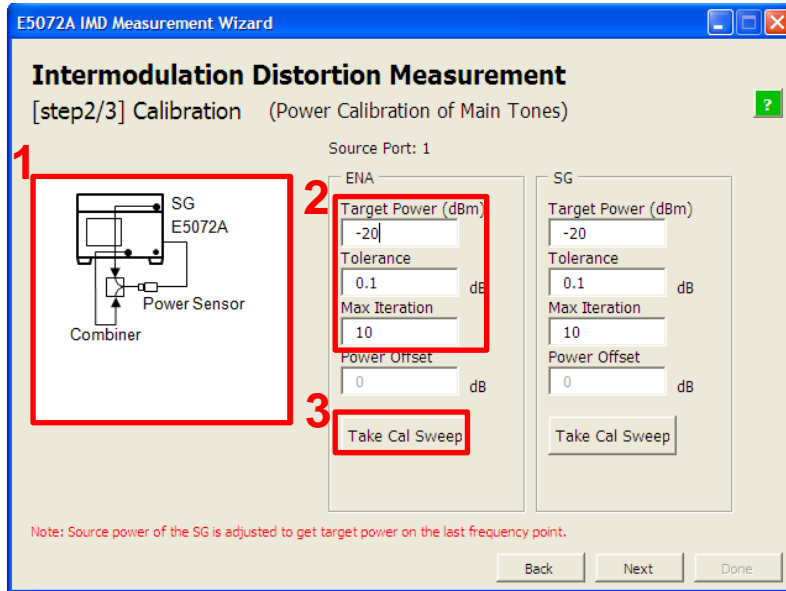 E5072A IMD Measurement Wizard
Intermodulation Distortion Measurement
[step2/3] Calibration (Power Calibration of Main Tones)
?
Source Port: 1
1
SG
E5072A
Power Sensor
Combiner
ENA
2
Target Power (dBm)
-20
Tolerance
0.1 dB
Max Iteration
10
Power Offset
0 dB
3
Take Cal Sweep
SG
Target Power (dBm)
-20
Tolerance
0.1 dB
Max Iteration
10
Power Offset
0 dB
Take Cal Sweep
Note: Source power of the SG is adjusted to get target power on the last frequency point.
Back Next Done